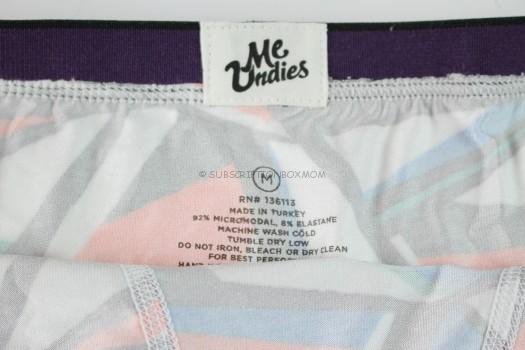 Me
Undies
© SUBSCRIPTIONBOXMOM
M
RN# 136113
MADE IN TURKEY
92% MICROMODAL, 8% ELASTANE
MACHINE WASH COLD
TUMBLE DRY LOW
DO NOT IRON, BLEACH OR DRY CLEAN
FOR BEST